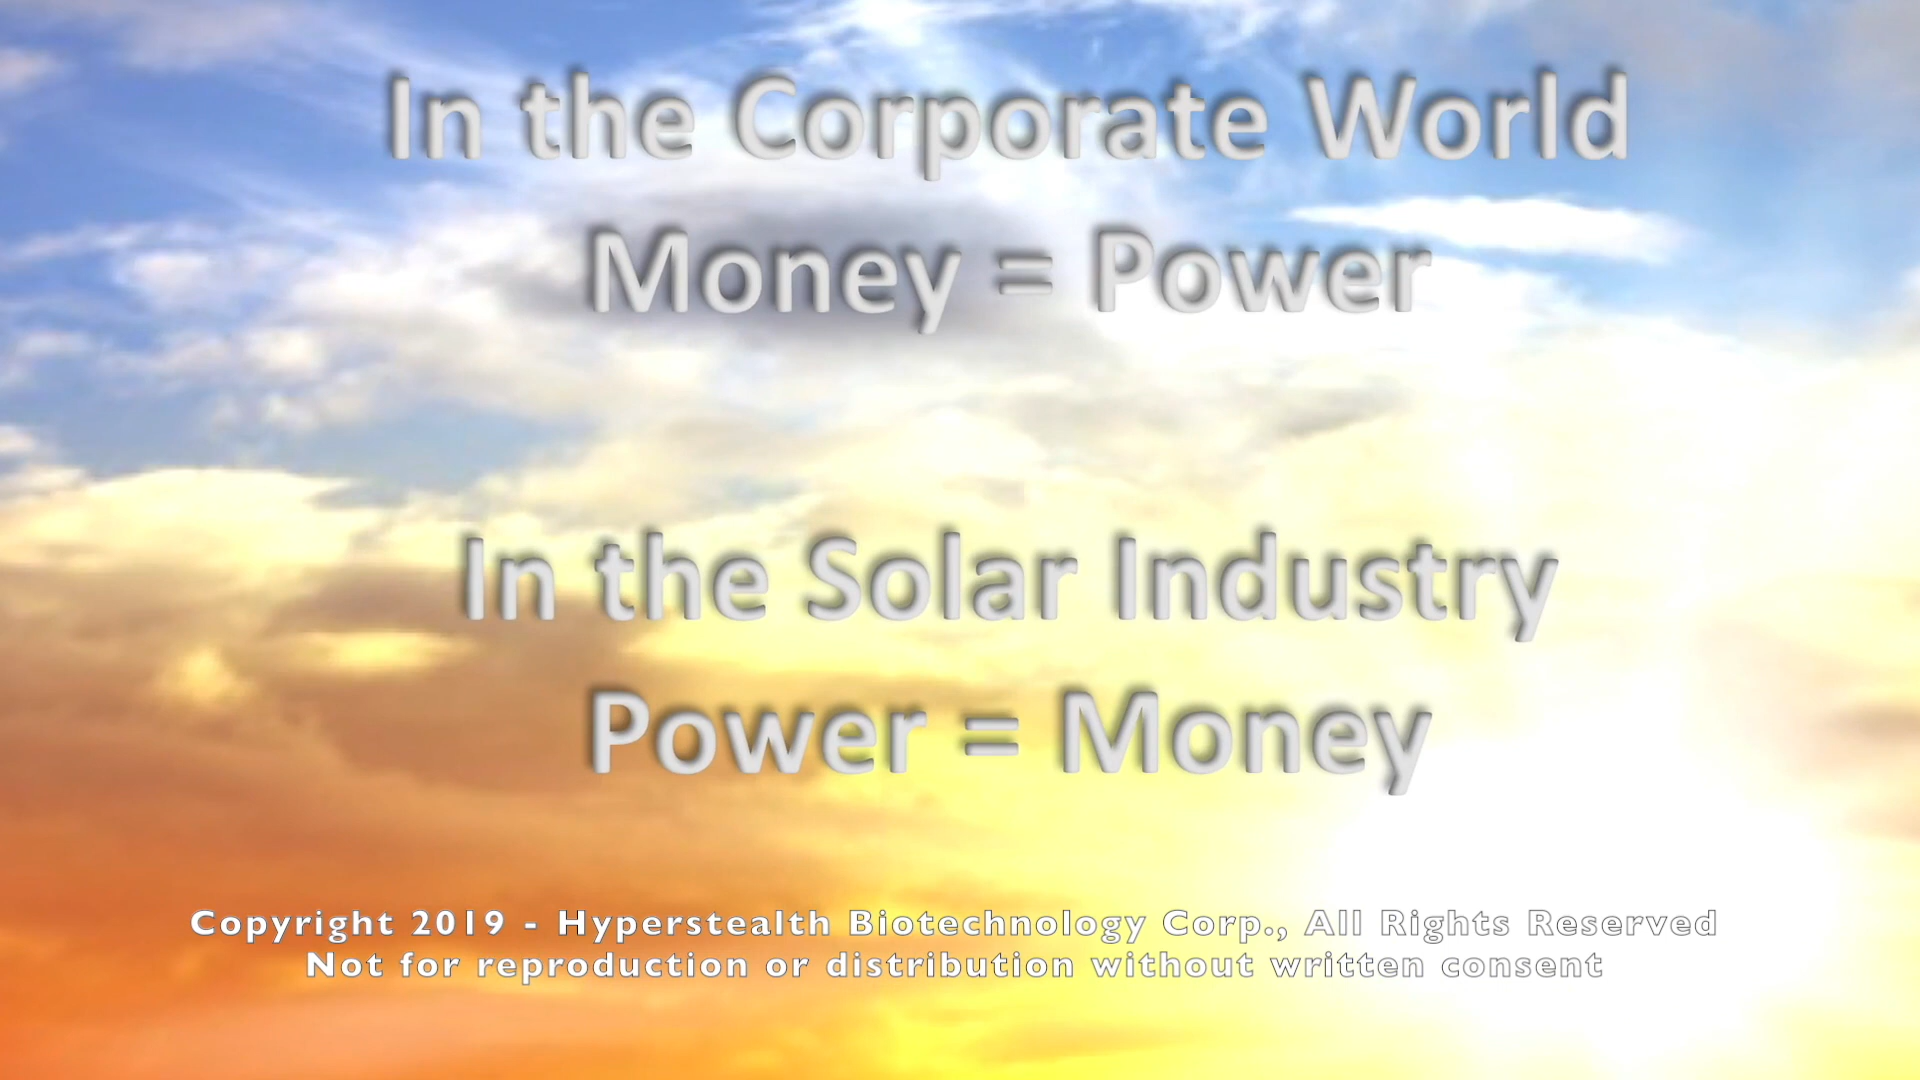 In the Corporate World
Money = Power
In the Solar Industry
Power = Money
Copyright 2019 - Hyperstealth Biotechnology Corp., All Rights Reserved
Not for reproduction or distribution without written consent